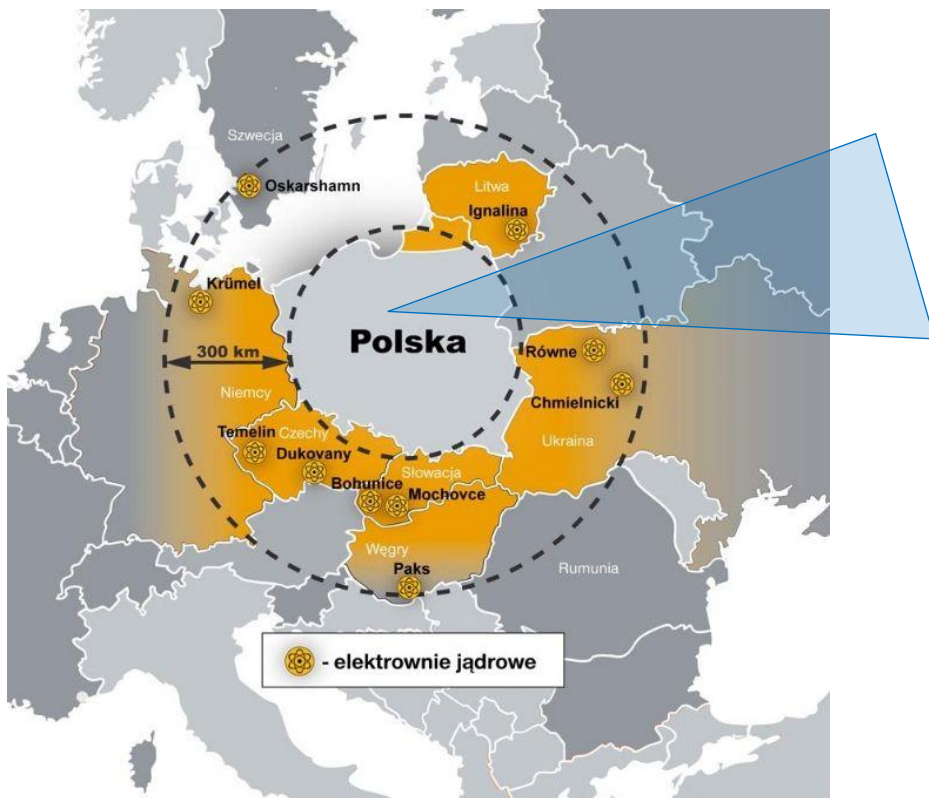 Szwecja
Oskarshamn
Litwa
Ignalina
Krümel
Polska
300 km
Równe
Niemcy
Chmielnicki
Temelin
Czechy
Ukraina
Dukovany
Słowacja
Bohunice
Mochovce
Węgry
Paks
Rumunia
- elektrownie jądrowe